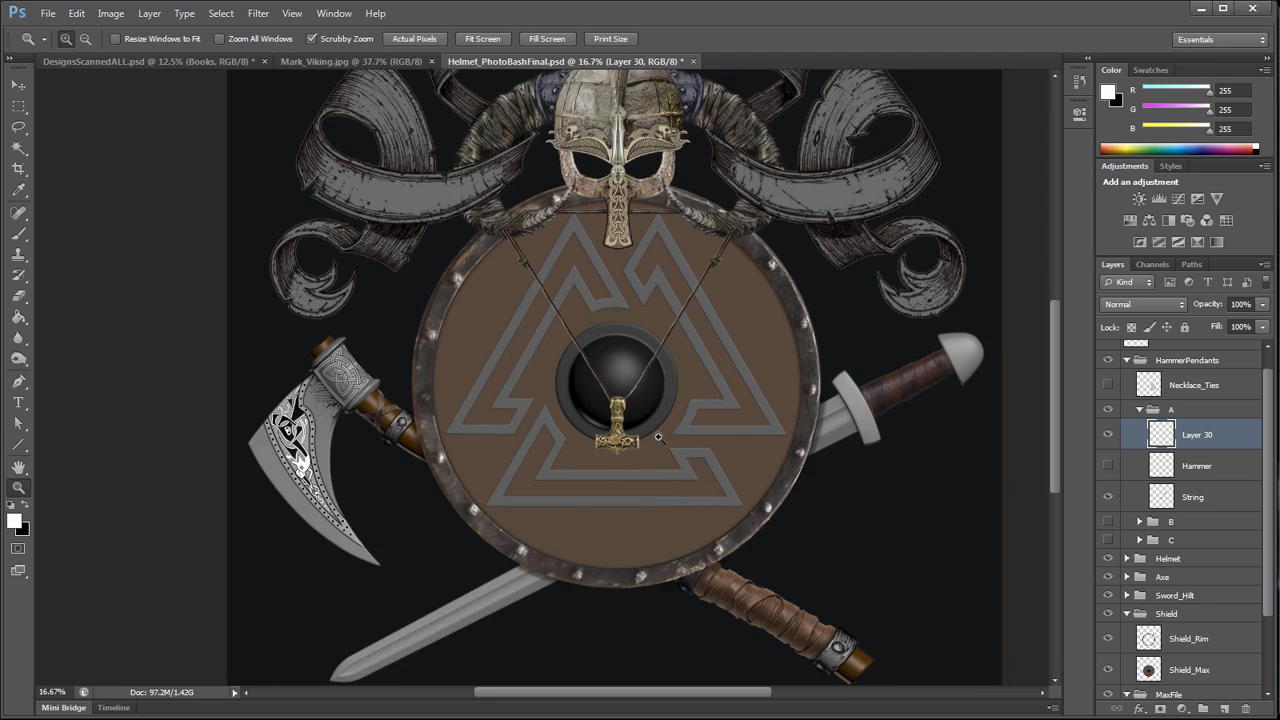 Ps File Edit Image Layer Type Select Filter View Window Help
Resize Windows to Fit Zoom All Windows Scrubby Zoom Actual Pixels Fit Screen Fill Screen Print Size Essentials
DesignsScannedALL.psd @ 12.5% (Books, RGB/8) * × Mark_Viking.jpg @ 37.7% (RGB/8) × Helmet_PhotoBashFinal.psd @ 16.7% (Layer 30, RGB/8) * ×
Color Swatches
R 255
G 255
B 255
Adjustments Styles
Add an adjustment
Layers Channels Paths
Kind
Normal Opacity: 100%
Lock: Fill: 100%
HammerPendants
Necklace_Ties
A
Layer 30
Hammer
String
B
C
Helmet
Axe
Sword_Hilt
Shield
Shield_Rim
Shield_Max
MaxFile
16.67% Doc: 97.2M/1.42G
Mini Bridge Timeline
fx